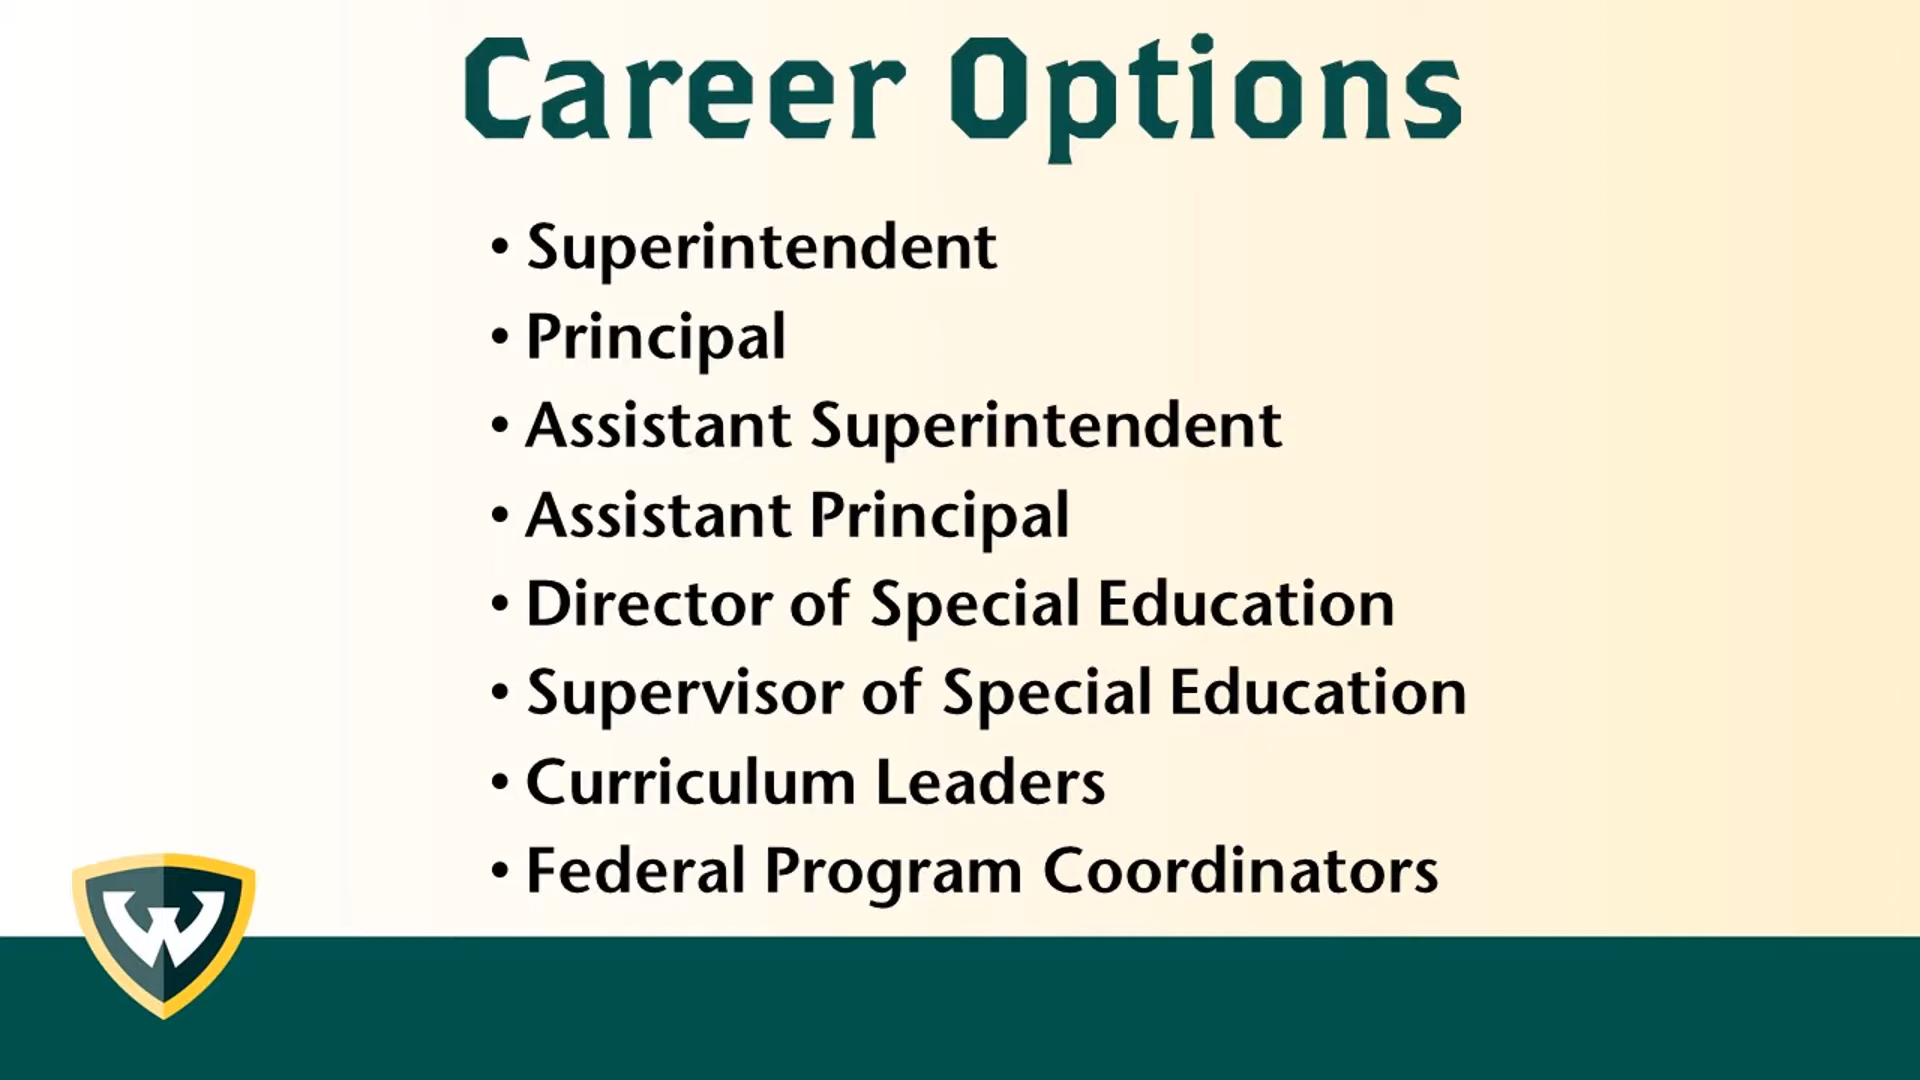 Career Options
• Superintendent
• Principal
• Assistant Superintendent
• Assistant Principal
• Director of Special Education
• Supervisor of Special Education
• Curriculum Leaders
• Federal Program Coordinators
W